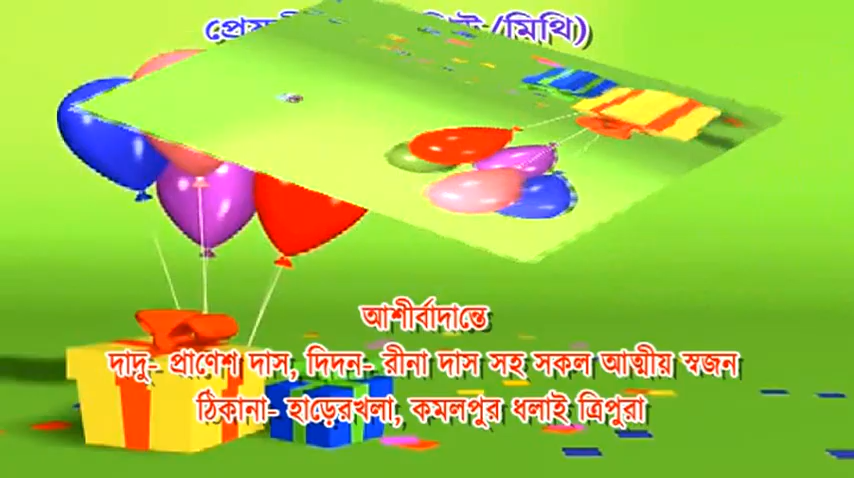 (মিথি)
আশীর্বাদান্তে
দাদু- প্রাণেশ দাস, দিদন- রীনা দাস সহ সকল আত্মীয় স্বজন
ঠিকানা- হাড়েরখলা, কমলপুর ধলাই ত্রিপুরা